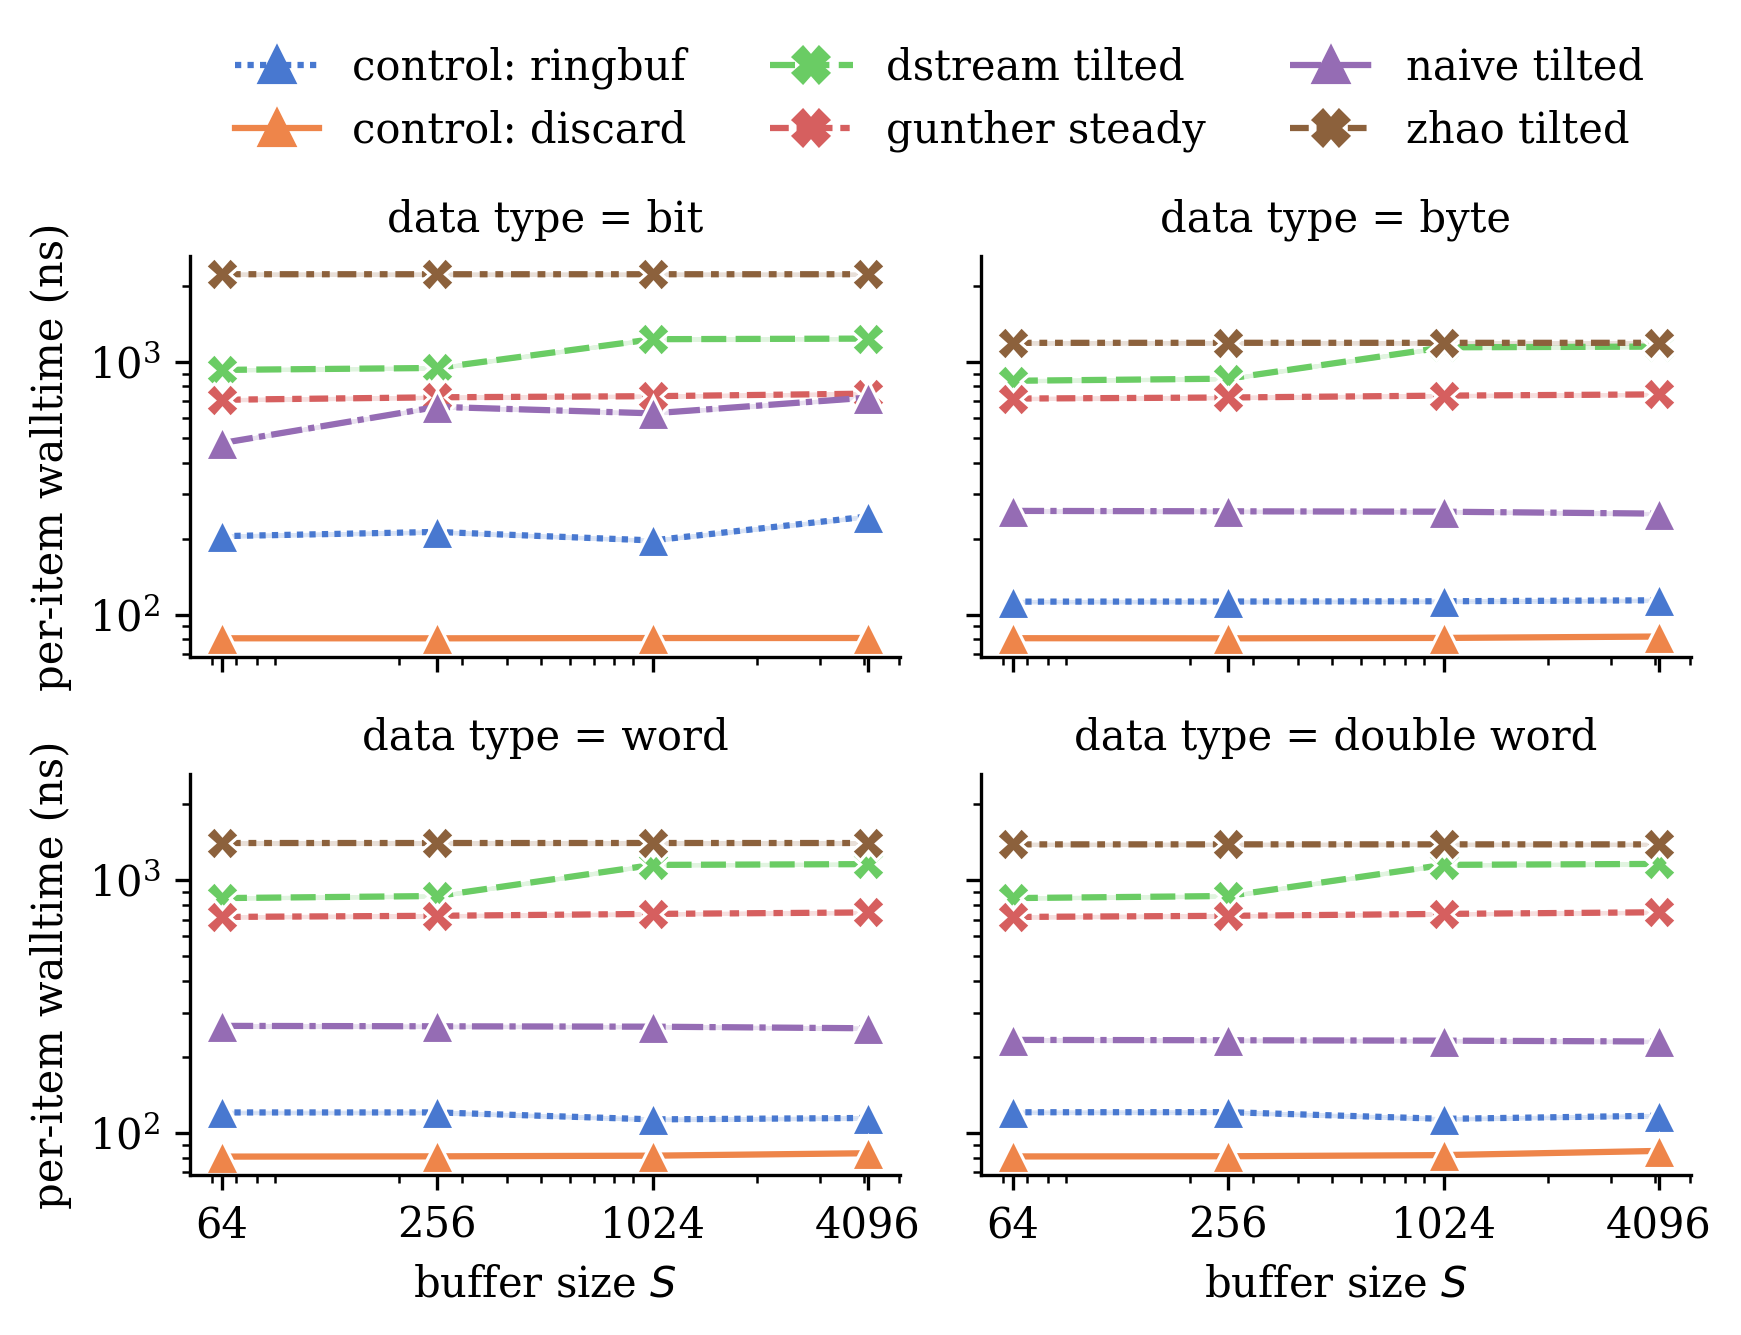 control: ringbuf dstream tilted naive tilted
control: discard gunther steady zhao tilted
data type = bit data type = byte
per-item walltime (ns)
10³
10²
data type = word data type = double word
per-item walltime (ns)
10³
10²
64 256 1024 4096 64 256 1024 4096
buffer size S buffer size S